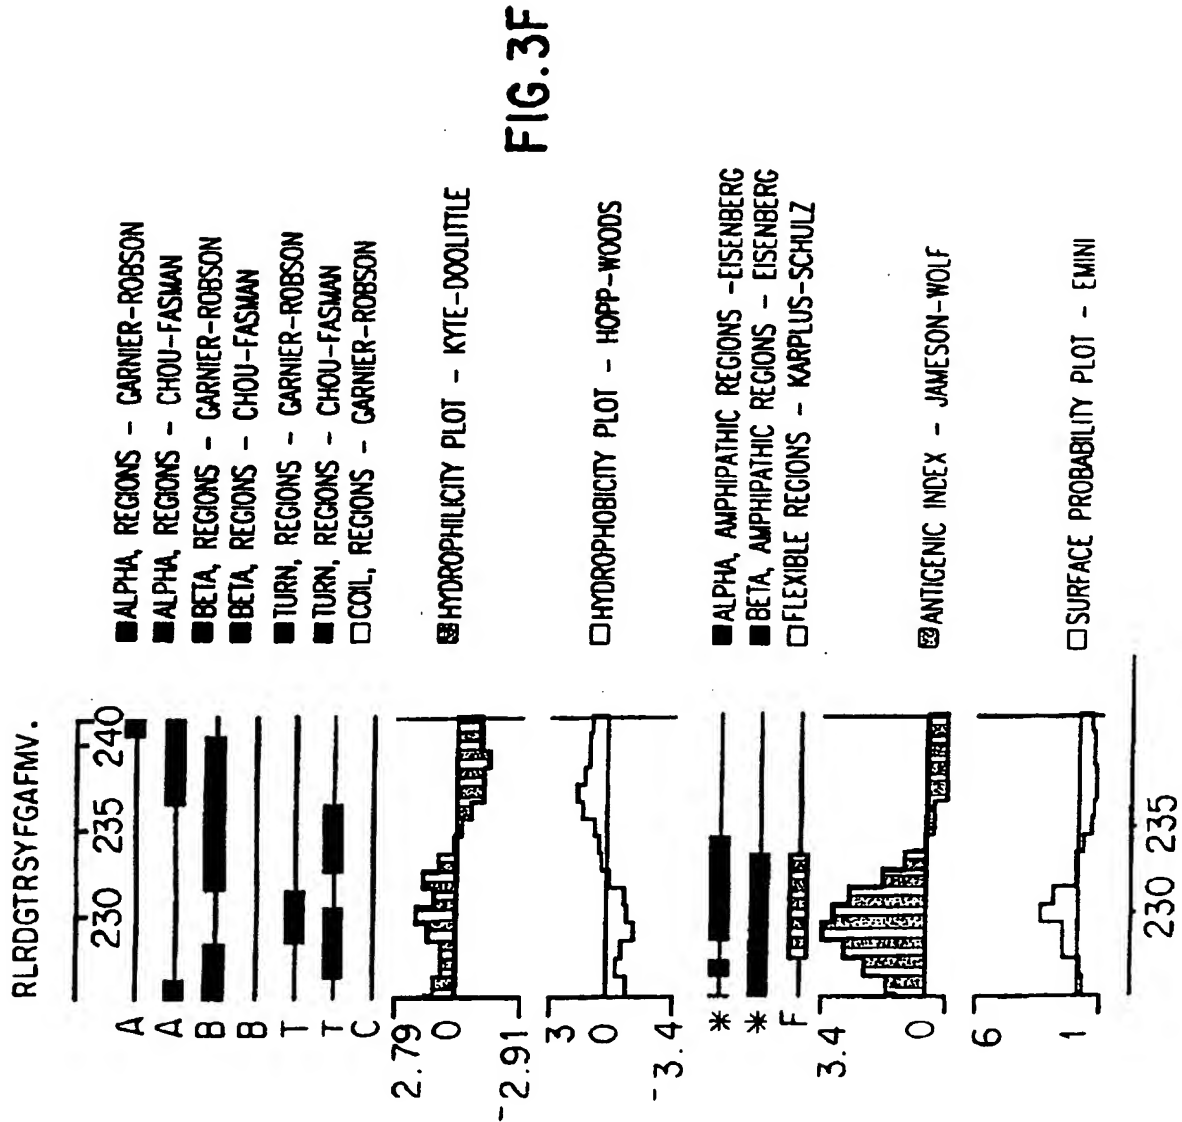 RLRDGTRSYFGAFMV.
230 235 240
A ■ALPHA, REGIONS - GARNIER-ROBSON
A ■ALPHA, REGIONS - CHOU-FASMAN
B ■BETA, REGIONS - GARNIER-ROBSON
B ■BETA, REGIONS - CHOU-FASMAN
T ■TURN, REGIONS - GARNIER-ROBSON
T ■TURN, REGIONS - CHOU-FASMAN
C □COIL, REGIONS - GARNIER-ROBSON
2.79
0 ▩HYDROPHILICITY PLOT - KYTE-DOOLITTLE
-2.91
3
0 □HYDROPHOBICITY PLOT - HOPP-WOODS
-3.4
* ■ALPHA, AMPHIPATHIC REGIONS -EISENBERG
* ■BETA, AMPHIPATHIC REGIONS - EISENBERG
F □FLEXIBLE REGIONS - KARPLUS-SCHULZ
3.4
0 ▩ANTIGENIC INDEX - JAMESON-WOLF
6
1 □SURFACE PROBABILITY PLOT - EMINI
230 235
FIG.3F